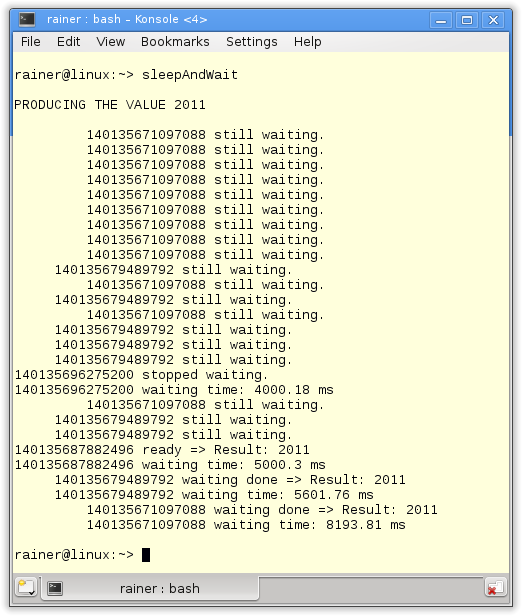 rainer : bash – Konsole <4>
File Edit View Bookmarks Settings Help
rainer@linux:~> sleepAndWait
PRODUCING THE VALUE 2011
140135671097088 still waiting.
140135671097088 still waiting.
140135671097088 still waiting.
140135671097088 still waiting.
140135671097088 still waiting.
140135671097088 still waiting.
140135671097088 still waiting.
140135671097088 still waiting.
140135671097088 still waiting.
140135679489792 still waiting.
140135671097088 still waiting.
140135679489792 still waiting.
140135671097088 still waiting.
140135679489792 still waiting.
140135679489792 still waiting.
140135679489792 still waiting.
140135696275200 stopped waiting.
140135696275200 waiting time: 4000.18 ms
140135671097088 still waiting.
140135679489792 still waiting.
140135679489792 still waiting.
140135687882496 ready => Result: 2011
140135687882496 waiting time: 5000.3 ms
140135679489792 waiting done => Result: 2011
140135679489792 waiting time: 5601.76 ms
140135671097088 waiting done => Result: 2011
140135671097088 waiting time: 8193.81 ms
rainer@linux:~>
rainer : bash